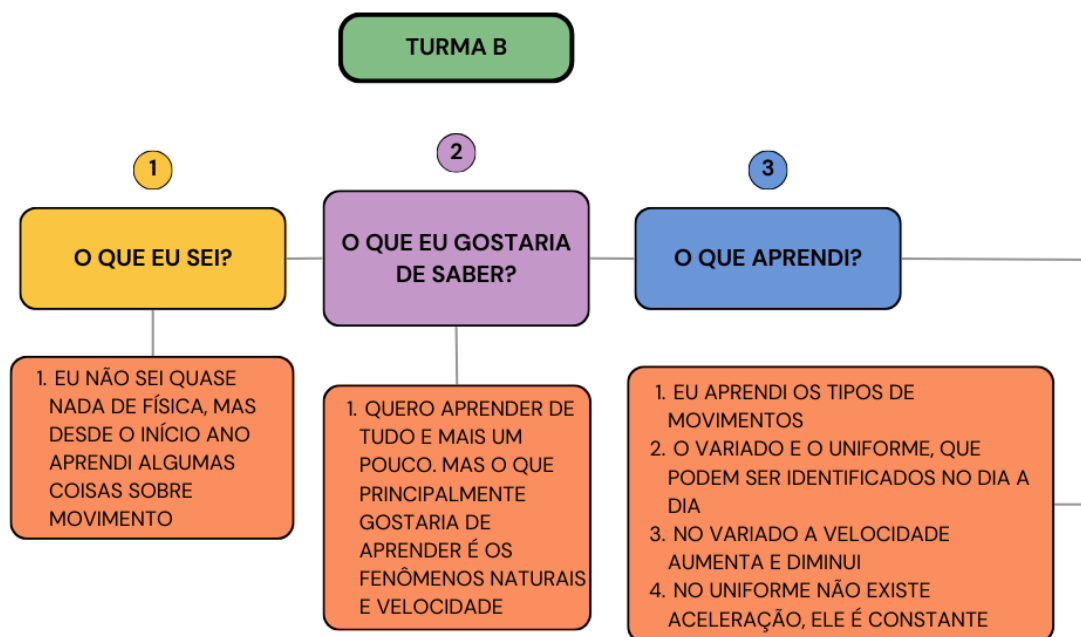 TURMA B
1
2
3
O QUE EU SEI?
O QUE EU GOSTARIA
DE SABER?
O QUE APRENDI?
1. EU NÃO SEI QUASE
NADA DE FÍSICA, MAS
DESDE O INÍCIO ANO
APRENDI ALGUMAS
COISAS SOBRE
MOVIMENTO
1. QUERO APRENDER DE
TUDO E MAIS UM
POUCO. MAS O QUE
PRINCIPALMENTE
GOSTARIA DE
APRENDER É OS
FENÔMENOS NATURAIS
E VELOCIDADE
1. EU APRENDI OS TIPOS DE
MOVIMENTOS
2. O VARIADO E O UNIFORME, QUE
PODEM SER IDENTIFICADOS NO DIA A
DIA
3. NO VARIADO A VELOCIDADE
AUMENTA E DIMINUI
4. NO UNIFORME NÃO EXISTE
ACELERAÇÃO, ELE É CONSTANTE